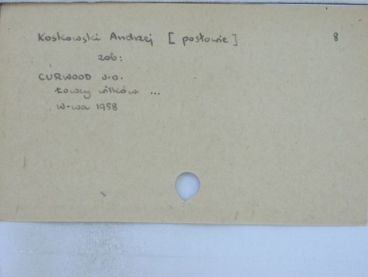 Koskowski Andrzej [posłowie] 8
zob:
CURWOOD J.O.
Łowcy wilków ...
W-wa 1958